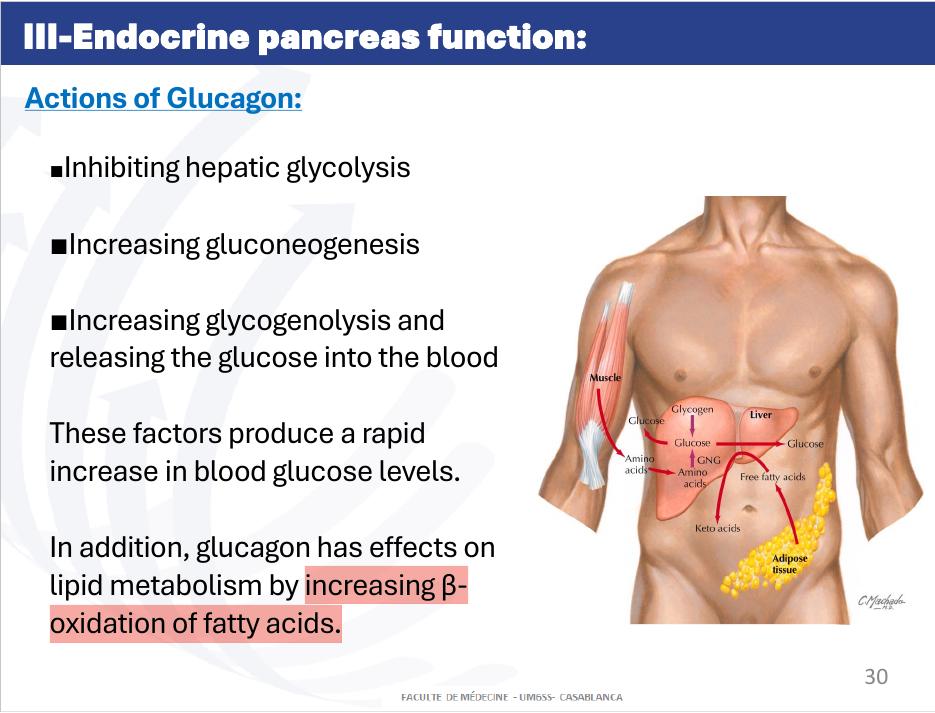 III-Endocrine pancreas function:
Actions of Glucagon:
■Inhibiting hepatic glycolysis
■Increasing gluconeogenesis
■Increasing glycogenolysis and
releasing the glucose into the blood
These factors produce a rapid
increase in blood glucose levels.
In addition, glucagon has effects on
lipid metabolism by increasing β-
oxidation of fatty acids.
Muscle
Glycogen
Liver
Glucose
Glucose
Glucose
Amino
acids
GNG
Amino
acids
Free fatty acids
Keto acids
Adipose
tissue
C.Machado
M.D.
30
FACULTE DE MÉDECINE - UM6SS- CASABLANCA